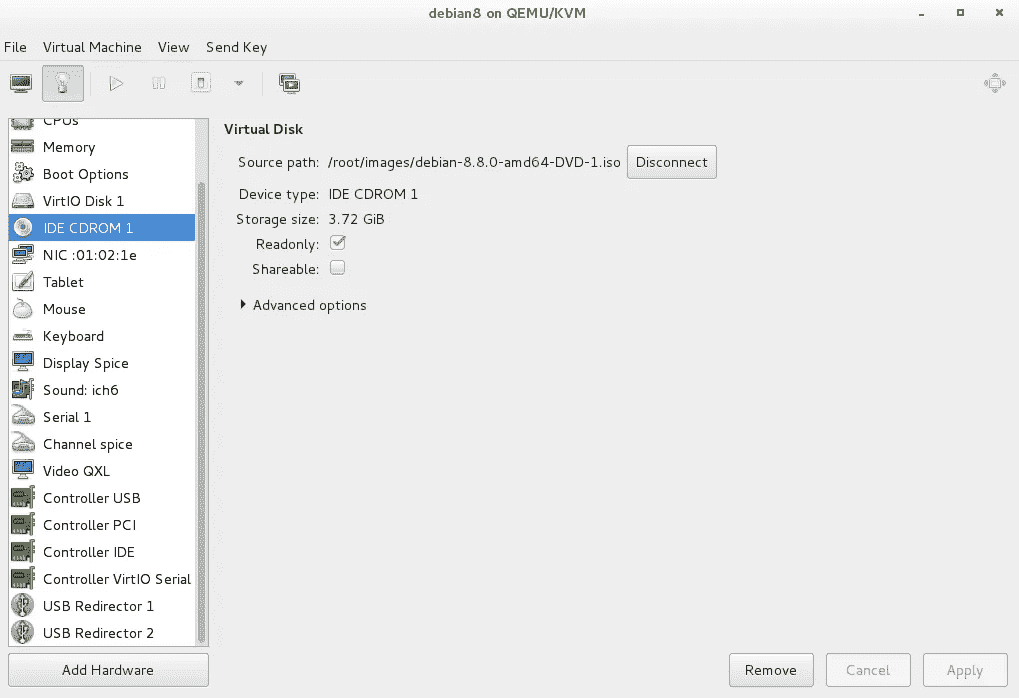 debian8 on QEMU/KVM
File Virtual Machine View Send Key
CPUs
Memory
Boot Options
VirtIO Disk 1
IDE CDROM 1
NIC :01:02:1e
Tablet
Mouse
Keyboard
Display Spice
Sound: ich6
Serial 1
Channel spice
Video QXL
Controller USB
Controller PCI
Controller IDE
Controller VirtIO Serial
USB Redirector 1
USB Redirector 2
Add Hardware
Virtual Disk
Source path: /root/images/debian-8.8.0-amd64-DVD-1.iso Disconnect
Device type: IDE CDROM 1
Storage size: 3.72 GiB
Readonly:
Shareable:
Advanced options
Remove Cancel Apply